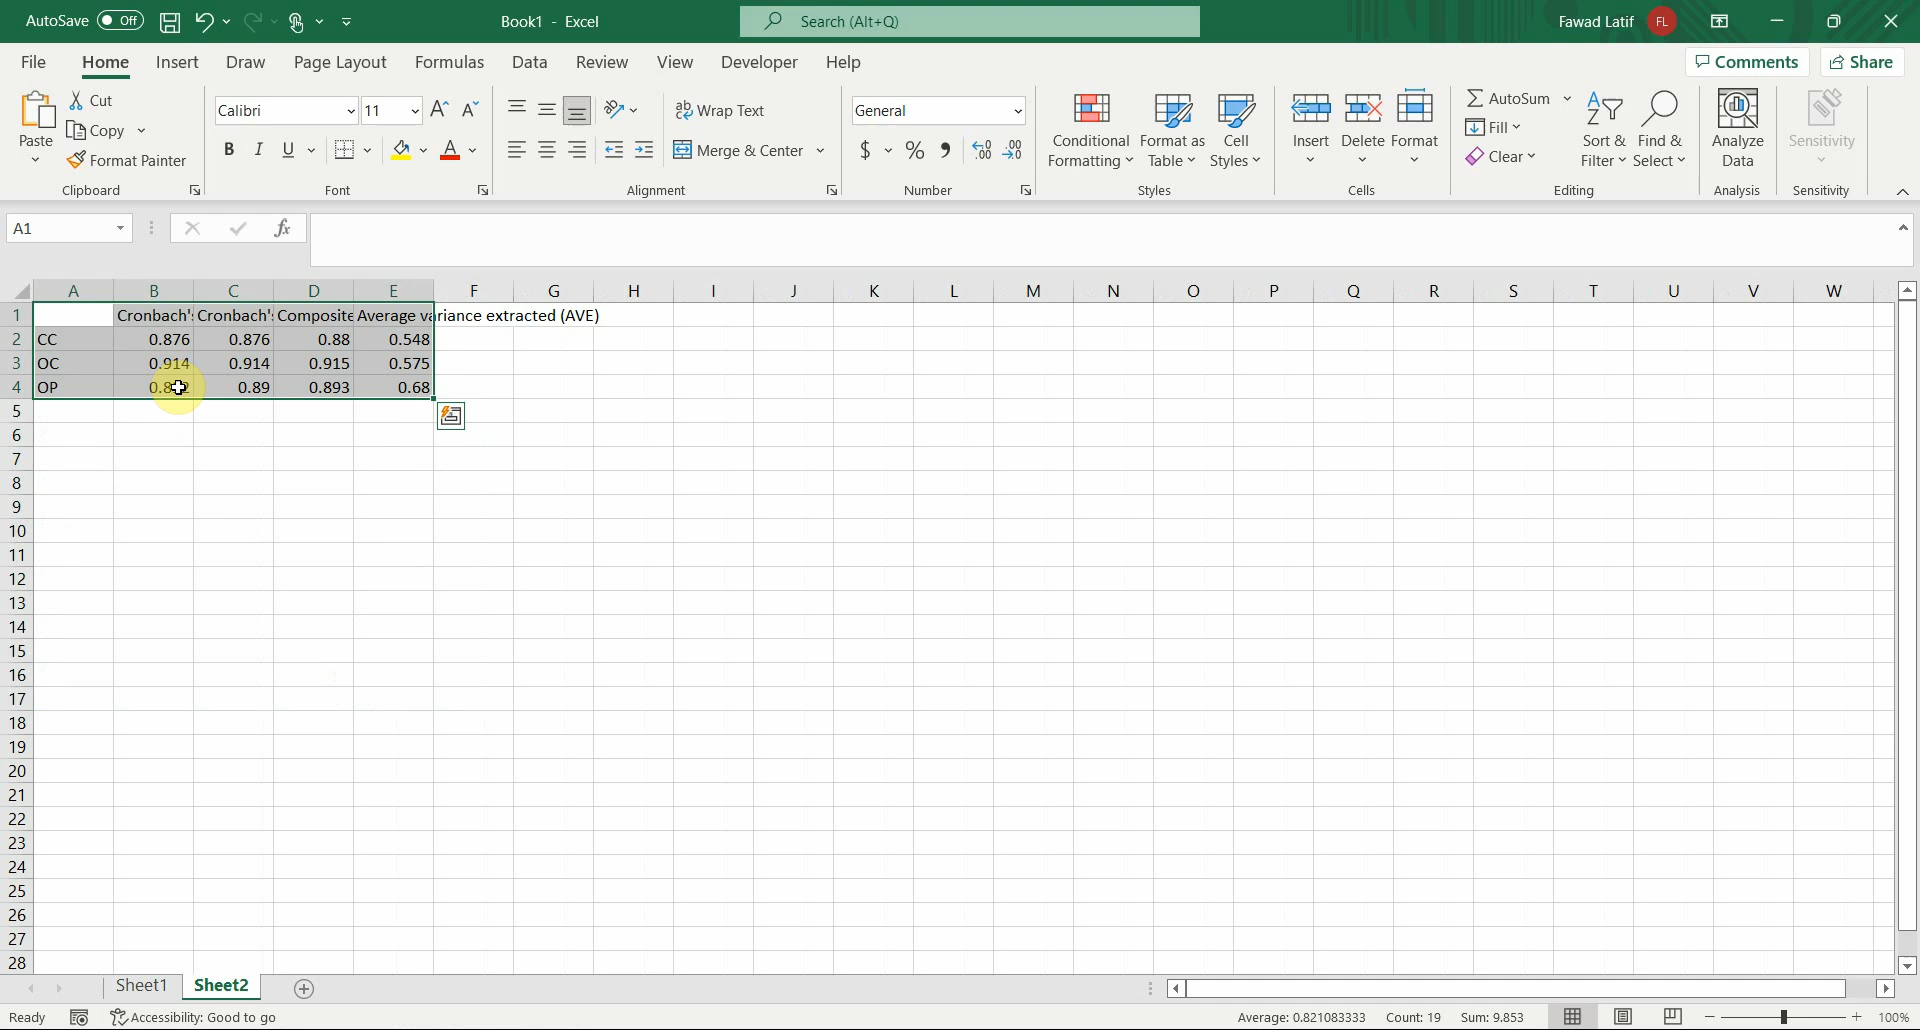 AutoSave Off Book1 - Excel Search (Alt+Q) Fawad Latif FL
File Home Insert Draw Page Layout Formulas Data Review View Developer Help Comments Share
Paste Cut Copy Format Painter Clipboard
Calibri 11 B I U A Font
Wrap Text Merge & Center Alignment
General $ % Number
Conditional Formatting Format as Table Cell Styles Styles
Insert Delete Format Cells
AutoSum Fill Clear Sort & Filter Find & Select Editing
Analyze Data Analysis
Sensitivity Sensitivity
A1 fx
A B C D E F G H I J K L M N O P Q R S T U V W
1 Cronbach's Cronbach's Composite Average variance extracted (AVE)
2 CC 0.876 0.876 0.88 0.548
3 OC 0.914 0.914 0.915 0.575
4 OP 0.89 0.893 0.68
5
6
7
8
9
10
11
12
13
14
15
16
17
18
19
20
21
22
23
24
25
26
27
28
Sheet1 Sheet2
Ready Accessibility: Good to go Average: 0.821083333 Count: 19 Sum: 9.853 100%